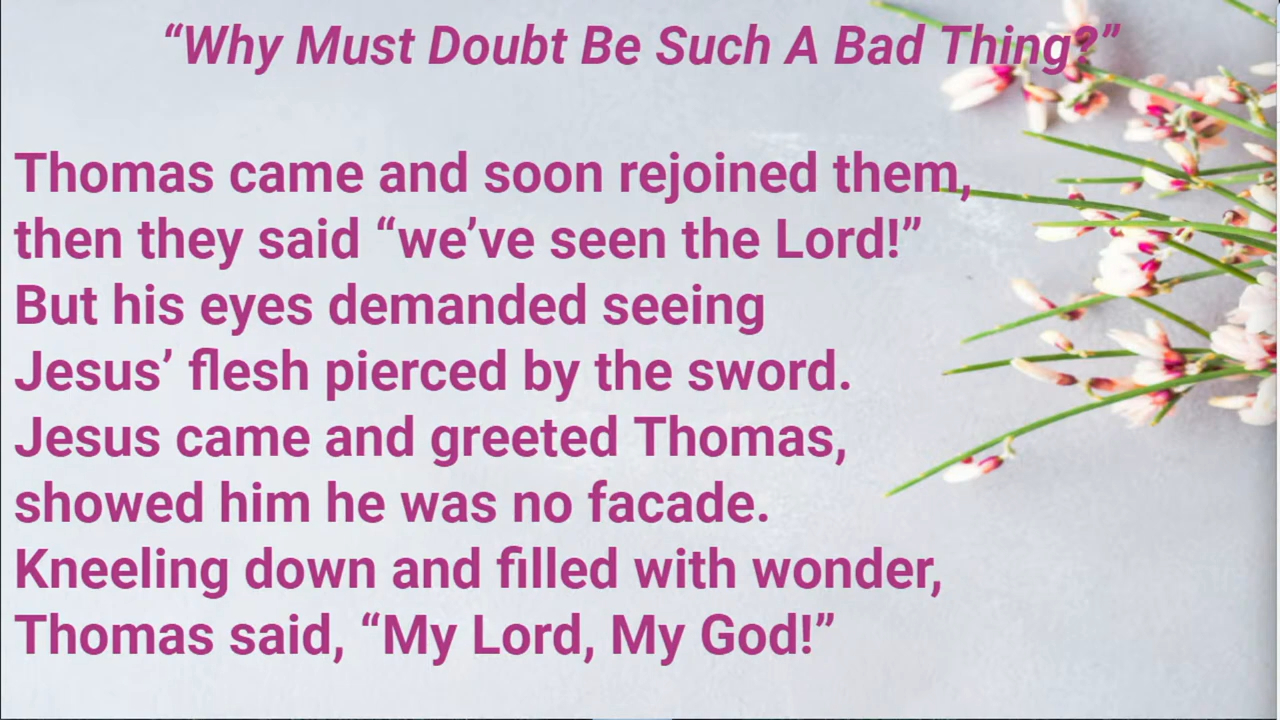 “Why Must Doubt Be Such A Bad Thing?”
Thomas came and soon rejoined them,
then they said “we’ve seen the Lord!”
But his eyes demanded seeing
Jesus’ flesh pierced by the sword.
Jesus came and greeted Thomas,
showed him he was no facade.
Kneeling down and filled with wonder,
Thomas said, “My Lord, My God!”